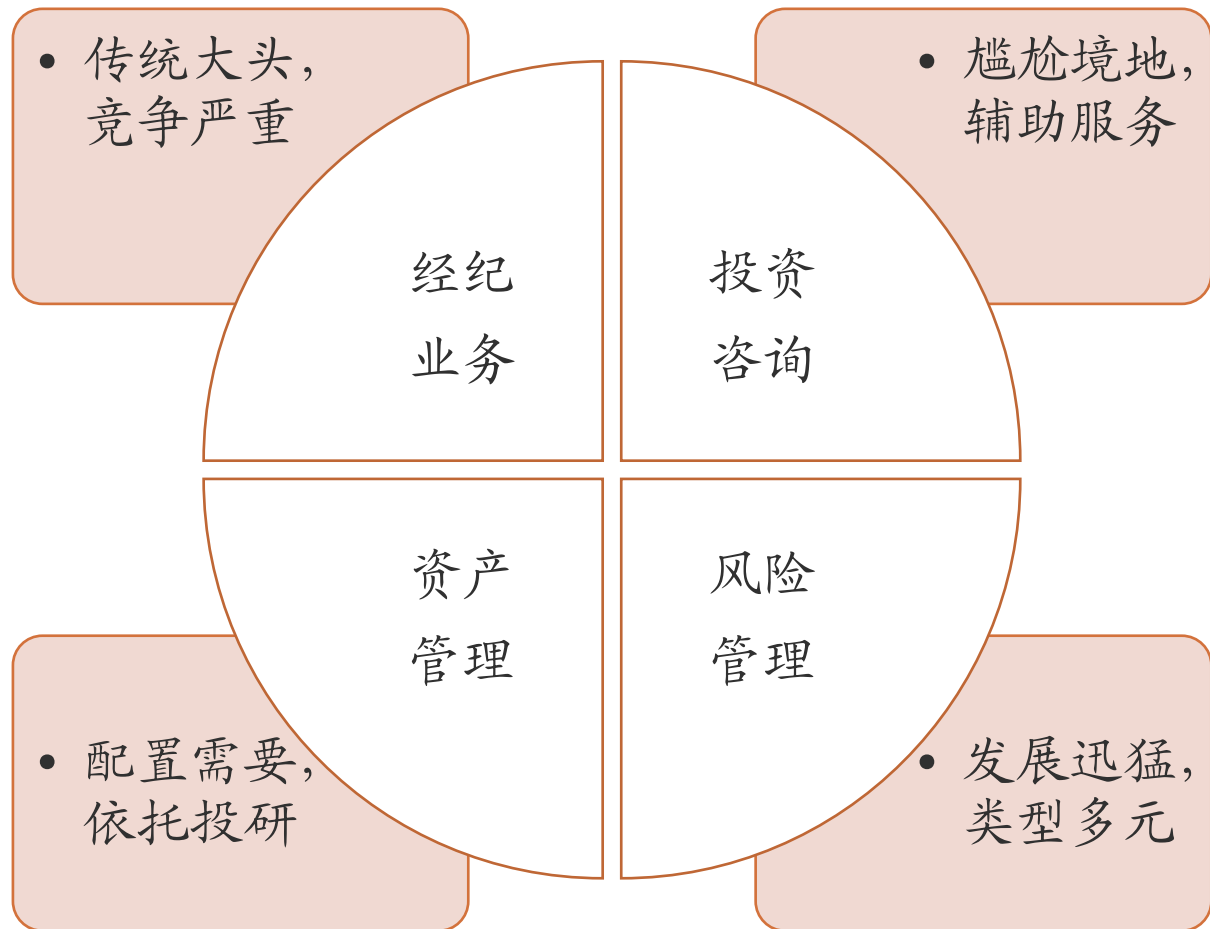 • 传统大头，
竞争严重
• 尴尬境地，
辅助服务
经纪
业务
投资
咨询
资产
管理
风险
管理
• 配置需要，
依托投研
• 发展迅猛，
类型多元